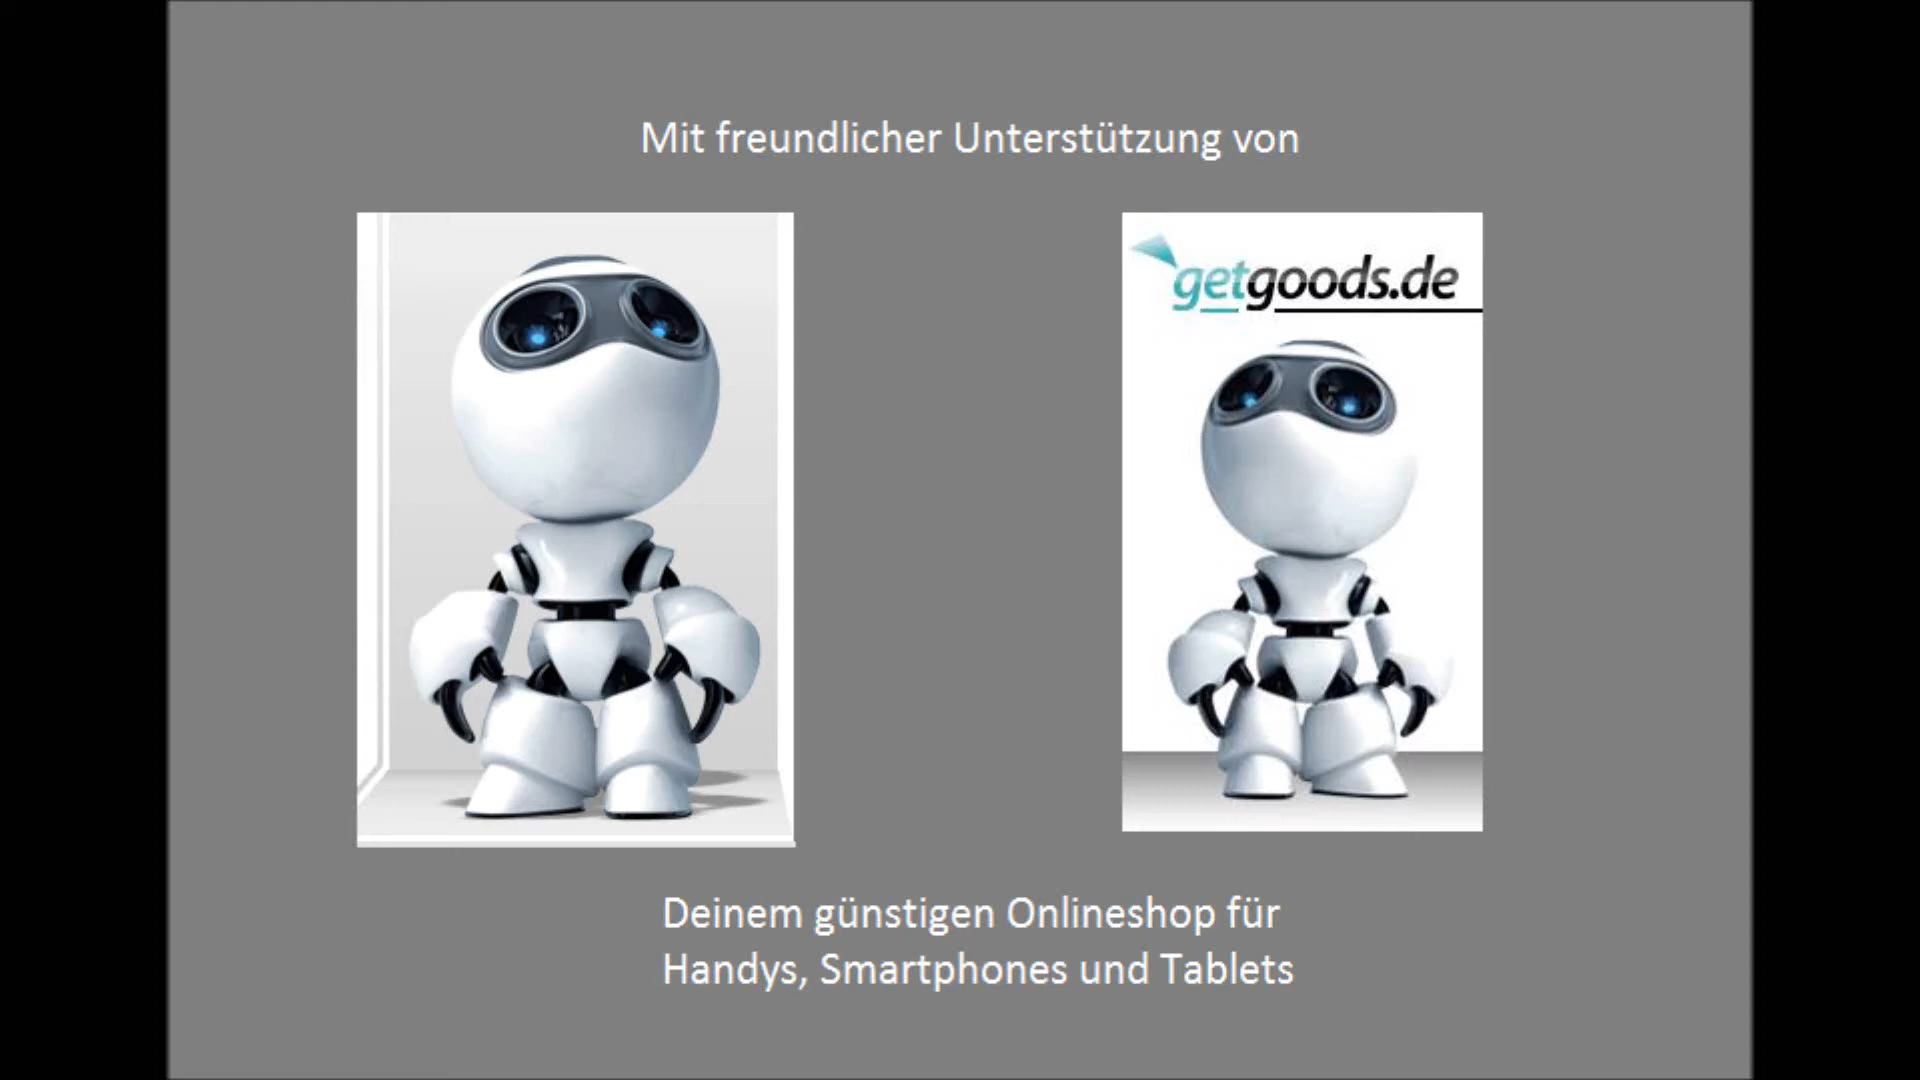 Mit freundlicher Unterstützung von
getgoods.de
Deinem günstigen Onlineshop für
Handys, Smartphones und Tablets